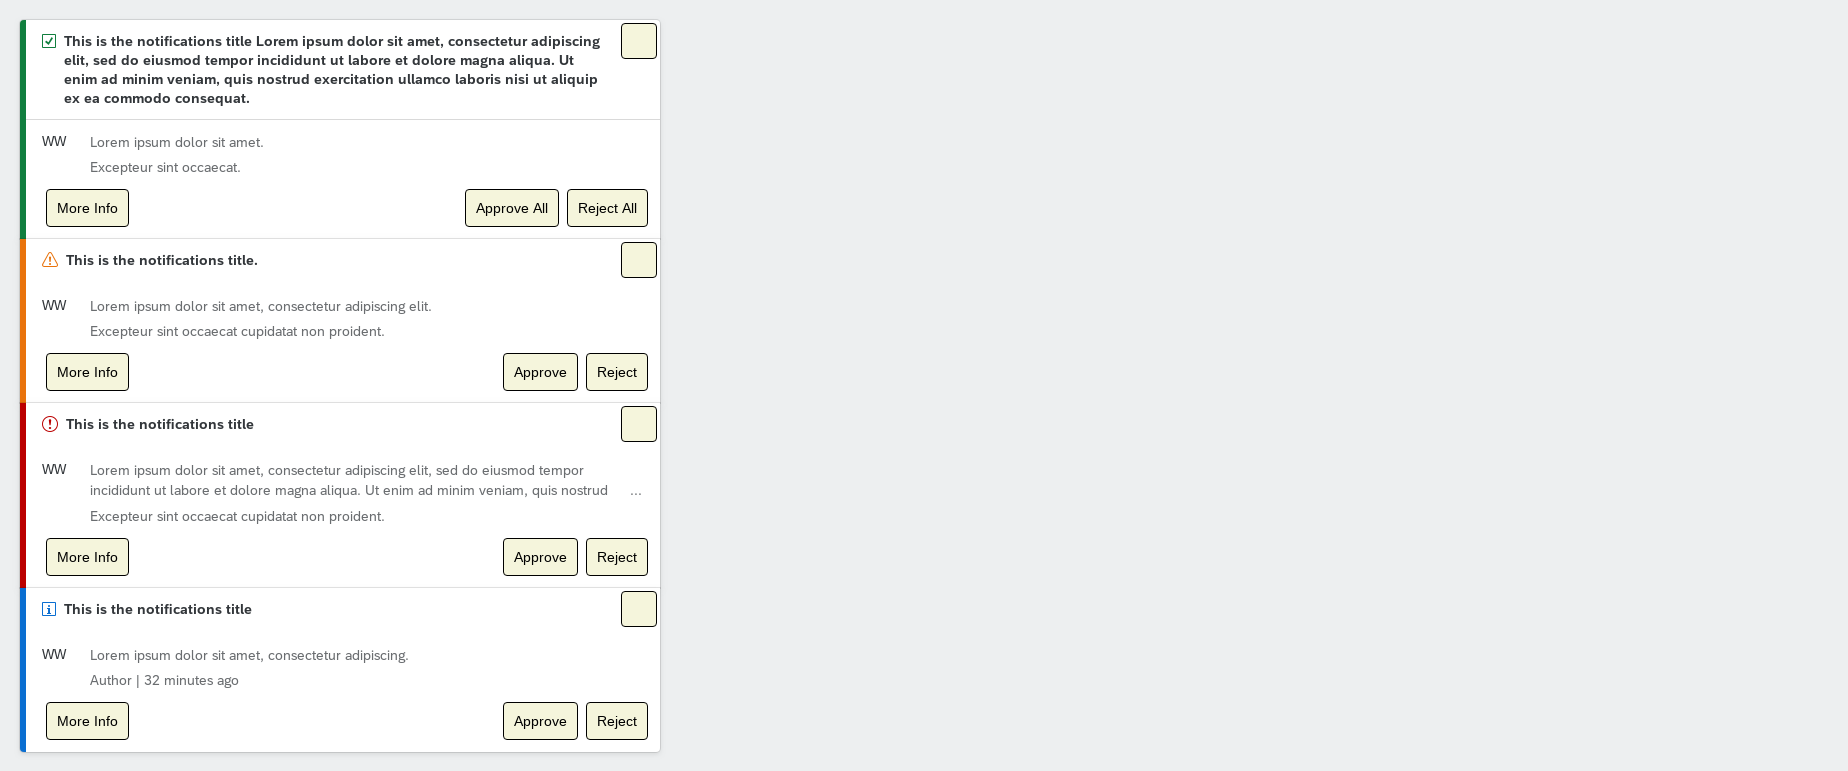 This is the notifications title Lorem ipsum dolor sit amet, consectetur adipiscing
elit, sed do eiusmod tempor incididunt ut labore et dolore magna aliqua. Ut
enim ad minim veniam, quis nostrud exercitation ullamco laboris nisi ut aliquip
ex ea commodo consequat.
WW
Lorem ipsum dolor sit amet.
Excepteur sint occaecat.
More Info
Approve All
Reject All
This is the notifications title.
WW
Lorem ipsum dolor sit amet, consectetur adipiscing elit.
Excepteur sint occaecat cupidatat non proident.
More Info
Approve
Reject
This is the notifications title
WW
Lorem ipsum dolor sit amet, consectetur adipiscing elit, sed do eiusmod tempor
incididunt ut labore et dolore magna aliqua. Ut enim ad minim veniam, quis nostrud ...
Excepteur sint occaecat cupidatat non proident.
More Info
Approve
Reject
This is the notifications title
WW
Lorem ipsum dolor sit amet, consectetur adipiscing.
Author | 32 minutes ago
More Info
Approve
Reject